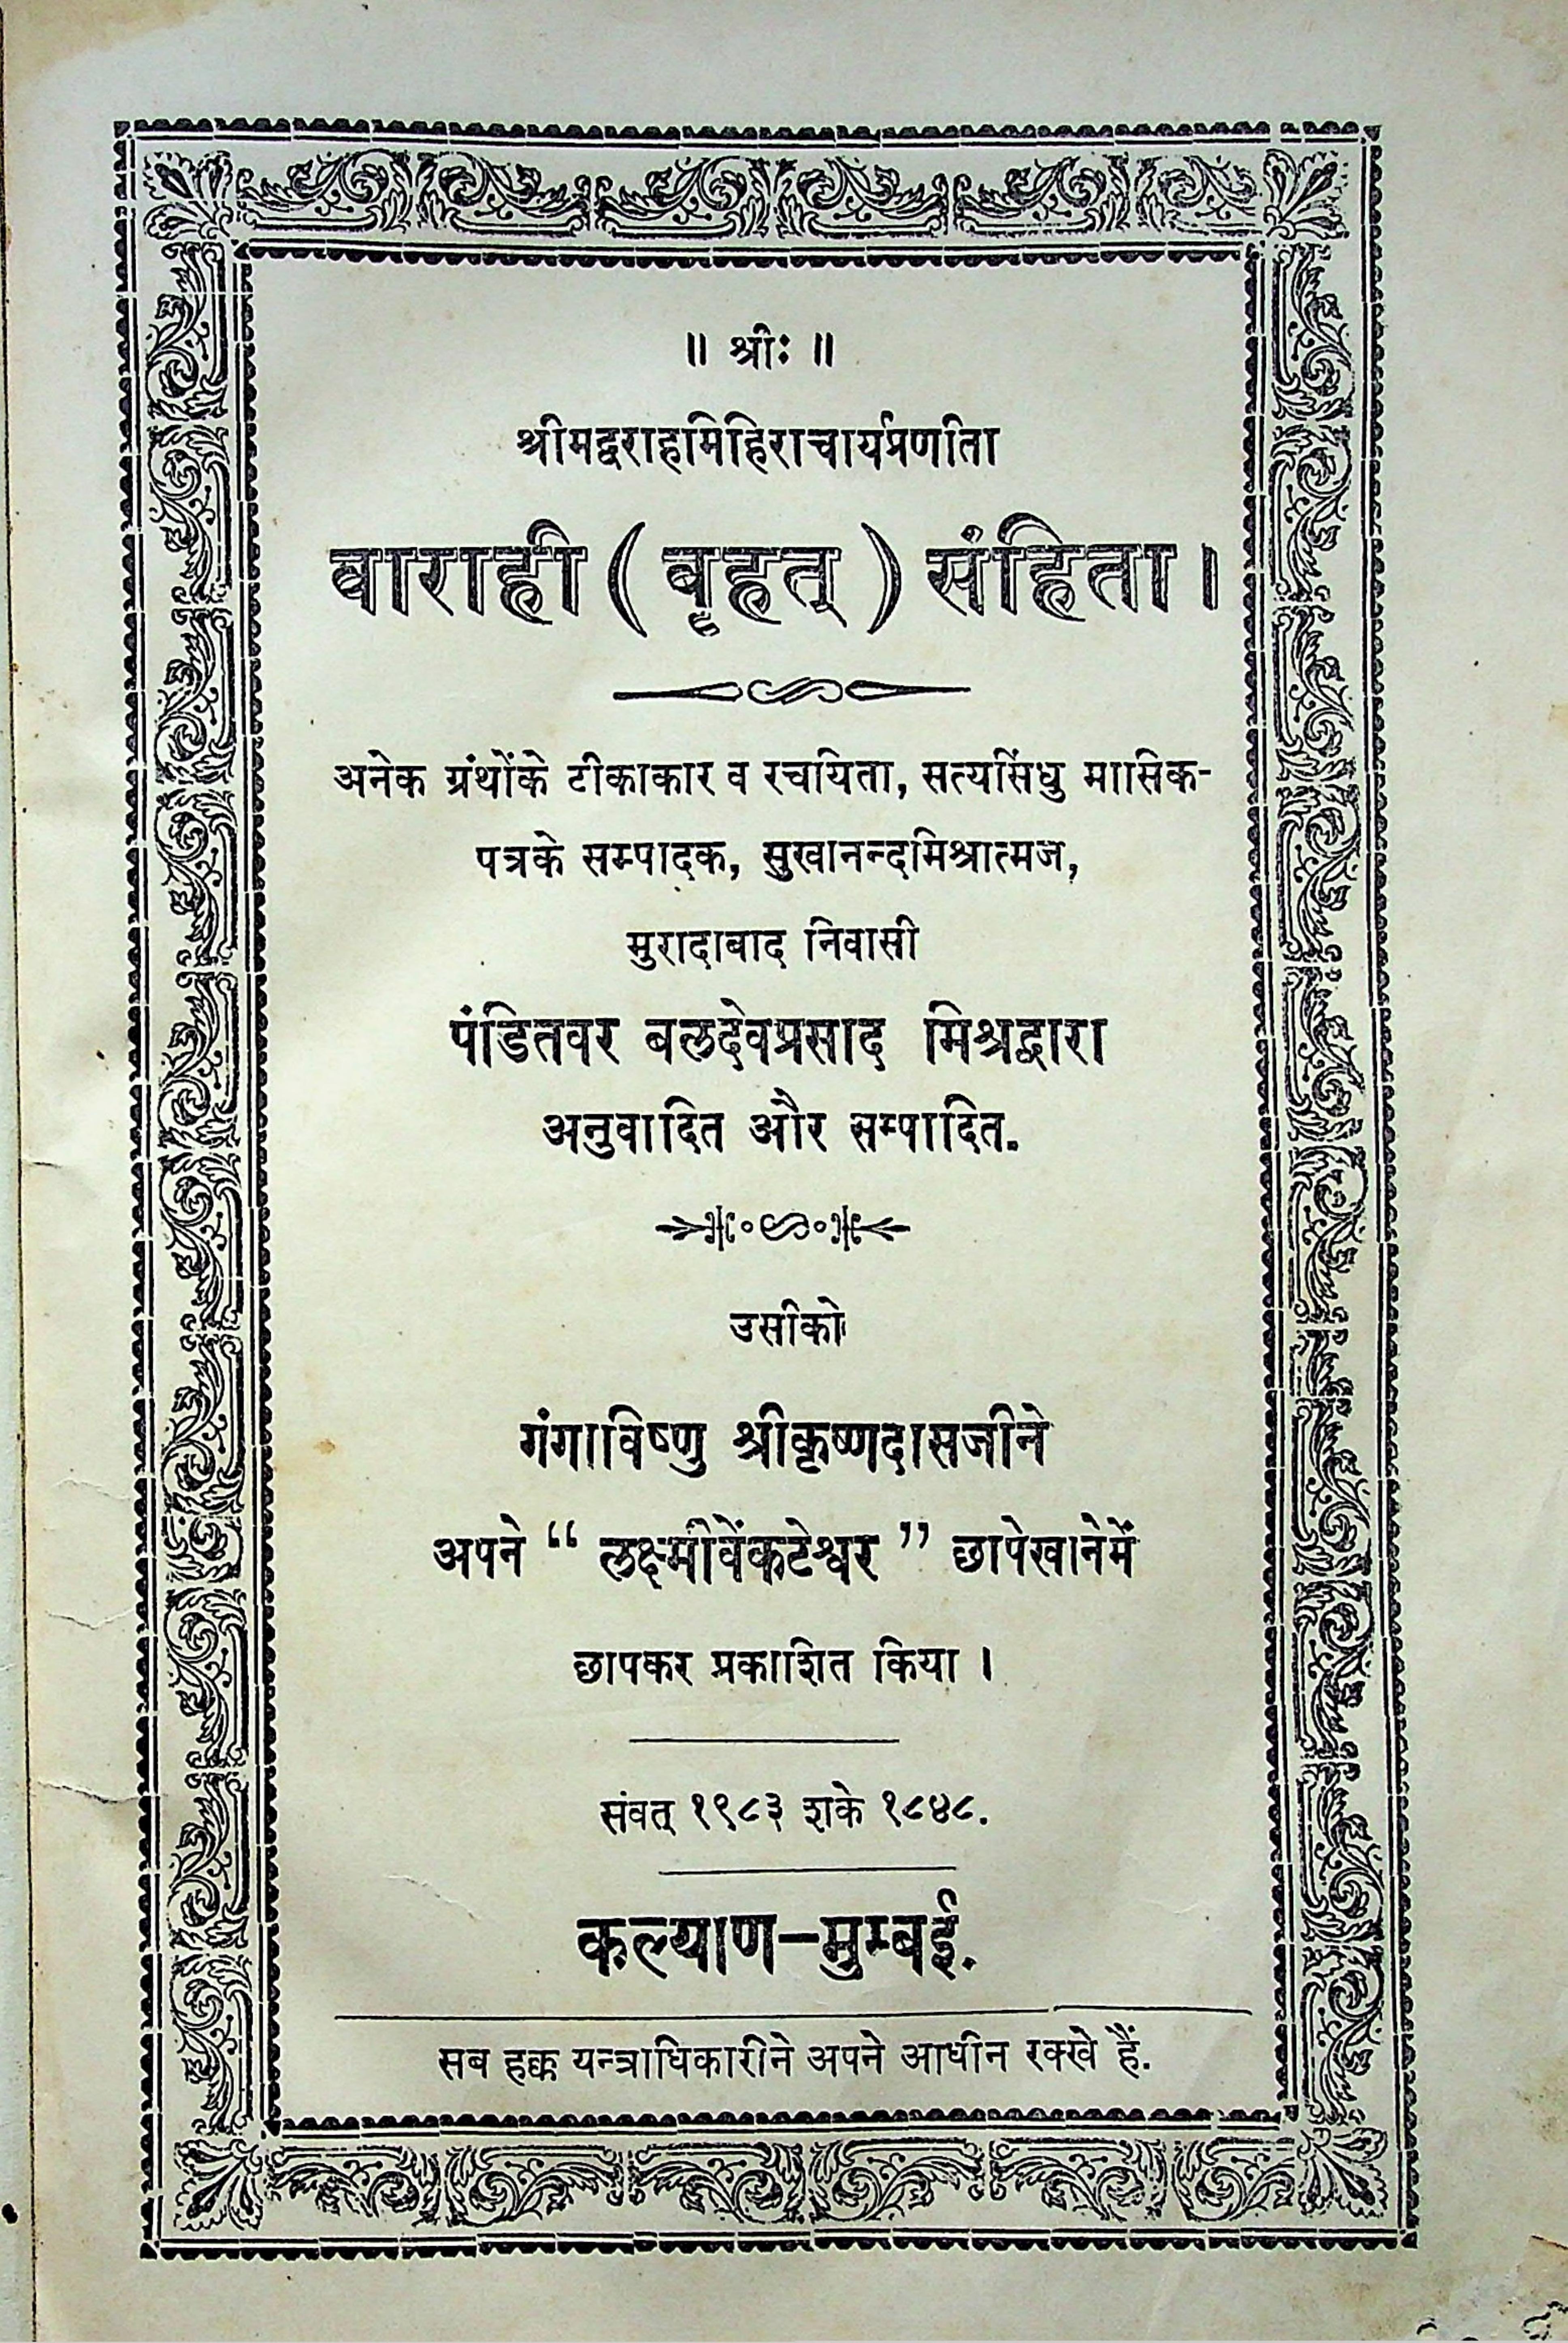 ॥ श्रीः ॥
श्रीमद्वराहमिहिराचार्यप्रणीता
वाराही ( बृहत् ) संहिता ।
अनेक ग्रंथोंके टीकाकार व रचयिता, सत्यसिंधु मासिक-
पत्रके सम्पादक, सुखानन्दमिश्रात्मज,
मुरादाबाद निवासी
पंडितवर बलदेवप्रसाद मिश्रद्वारा
अनुवादित और सम्पादित.
उसीको
गंगाविष्णु श्रीकृष्णदासजीने
अपने “ लक्ष्मीवेंकटेश्वर ” छापेखानेमें
छापकर प्रकाशित किया ।
संवत् १९८३ शके १८४८.
कल्याण–मुम्बई.
सब हक्क यन्त्राधिकारीने अपने आधीन रक्खे हैं.